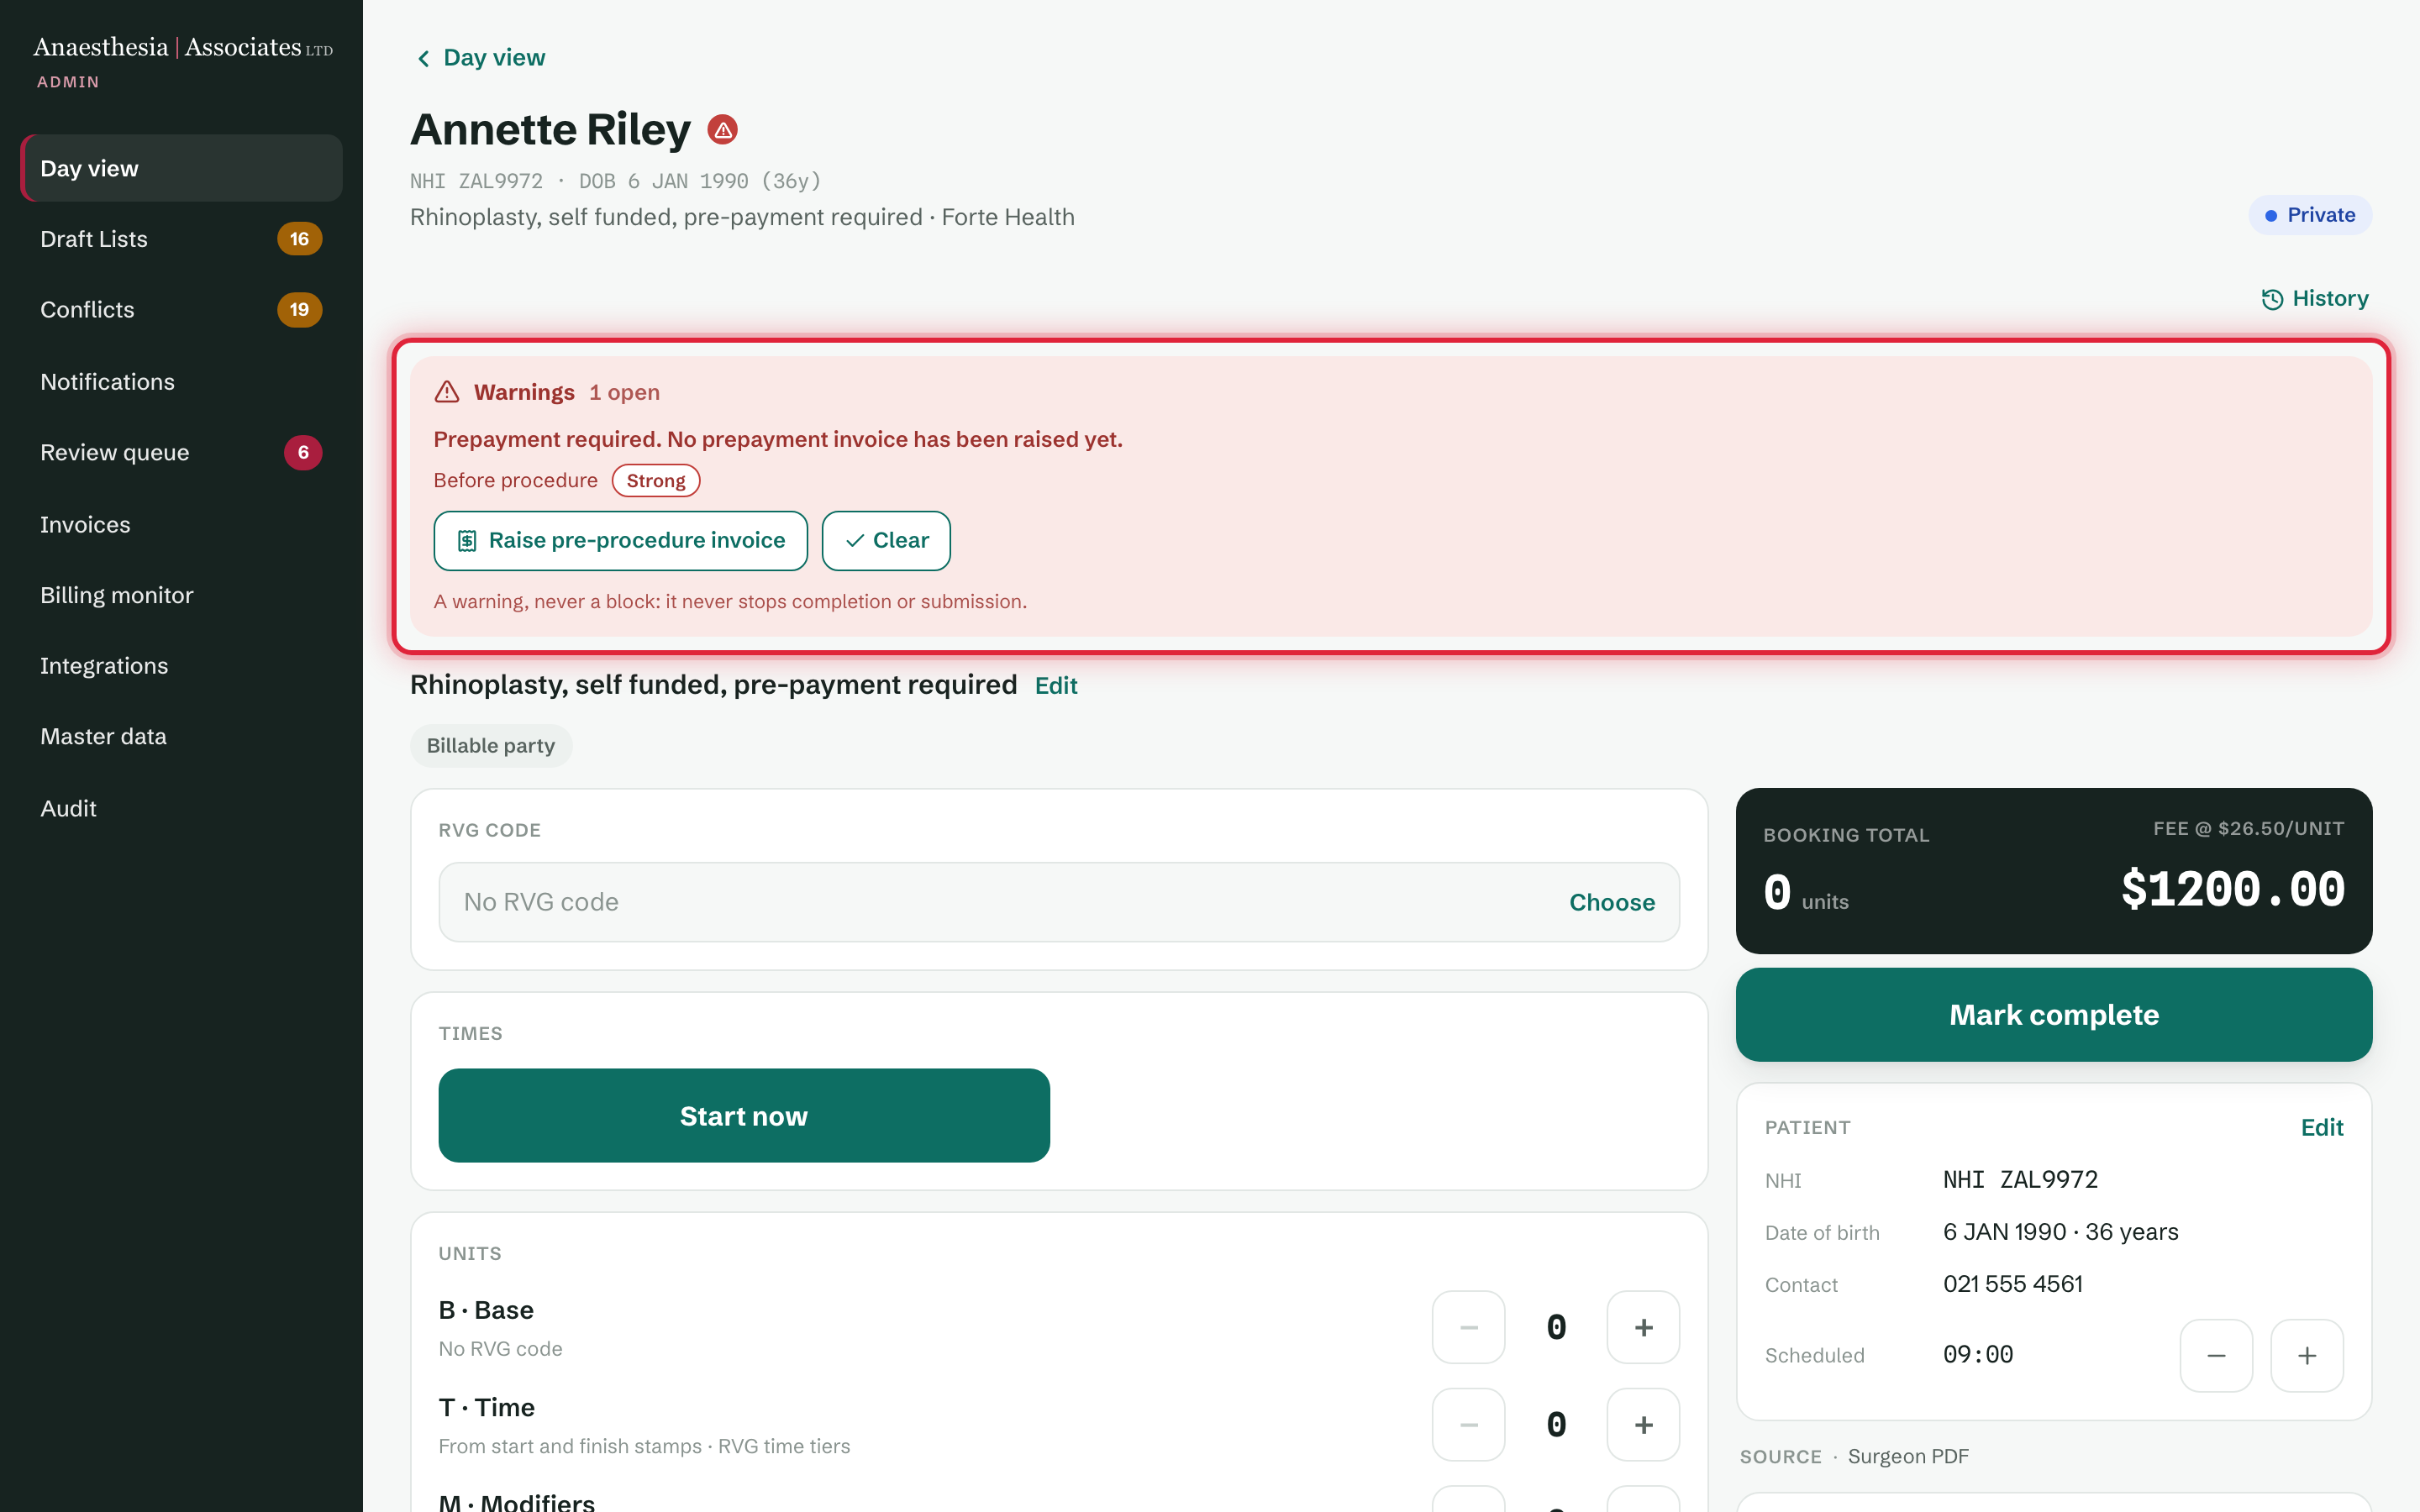 Anaesthesia | Associates LTD
ADMIN
Day view
Draft Lists 16
Conflicts 19
Notifications
Review queue 6
Invoices
Billing monitor
Integrations
Master data
Audit
Day view
Annette Riley
NHI ZAL9972 · DOB 6 JAN 1990 (36y)
Rhinoplasty, self funded, pre-payment required · Forte Health
Private
History
Warnings 1 open
Prepayment required. No prepayment invoice has been raised yet.
Before procedure Strong
Raise pre-procedure invoice Clear
A warning, never a block: it never stops completion or submission.
Rhinoplasty, self funded, pre-payment required Edit
Billable party
RVG CODE
No RVG code Choose
TIMES
Start now
UNITS
B · Base
No RVG code
0
T · Time
From start and finish stamps · RVG time tiers
0
M · Modifiers
BOOKING TOTAL FEE @ $26.50/UNIT
0 units $1200.00
Mark complete
PATIENT Edit
NHI NHI ZAL9972
Date of birth 6 JAN 1990 · 36 years
Contact 021 555 4561
Scheduled 09:00
SOURCE · Surgeon PDF